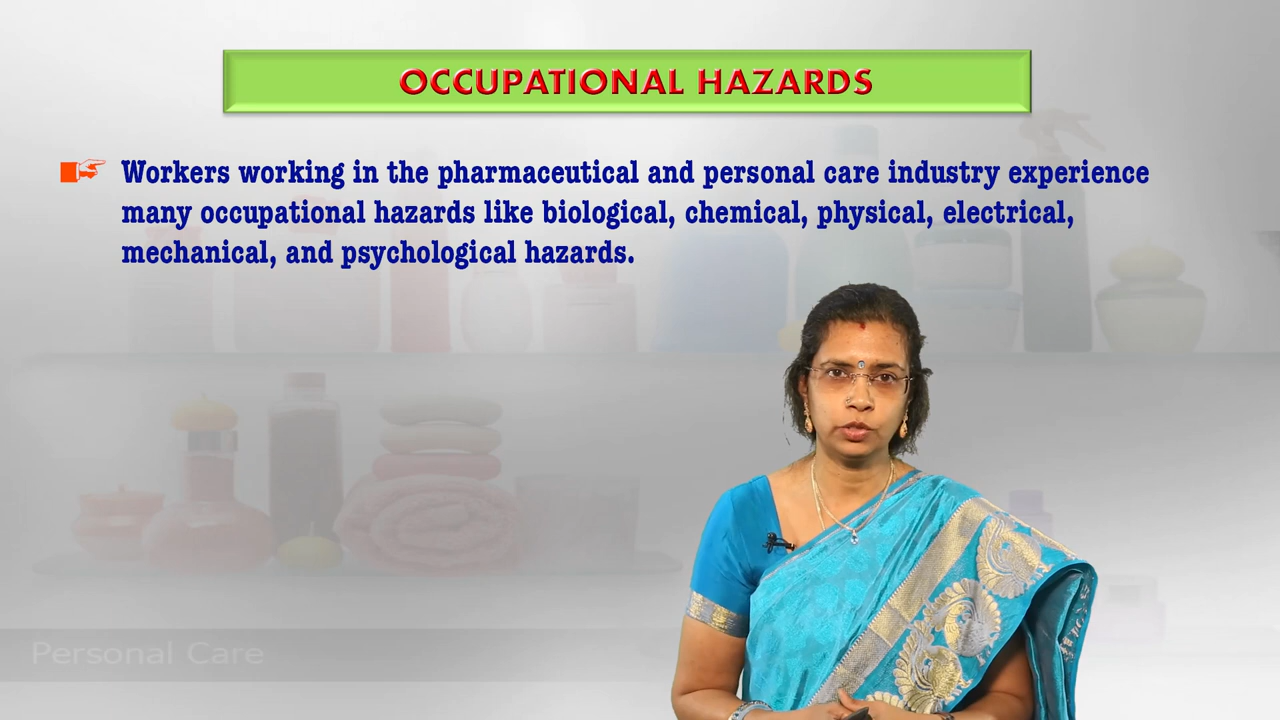 OCCUPATIONAL HAZARDS
Workers working in the pharmaceutical and personal care industry experience
many occupational hazards like biological, chemical, physical, electrical,
mechanical, and psychological hazards.
Personal Care